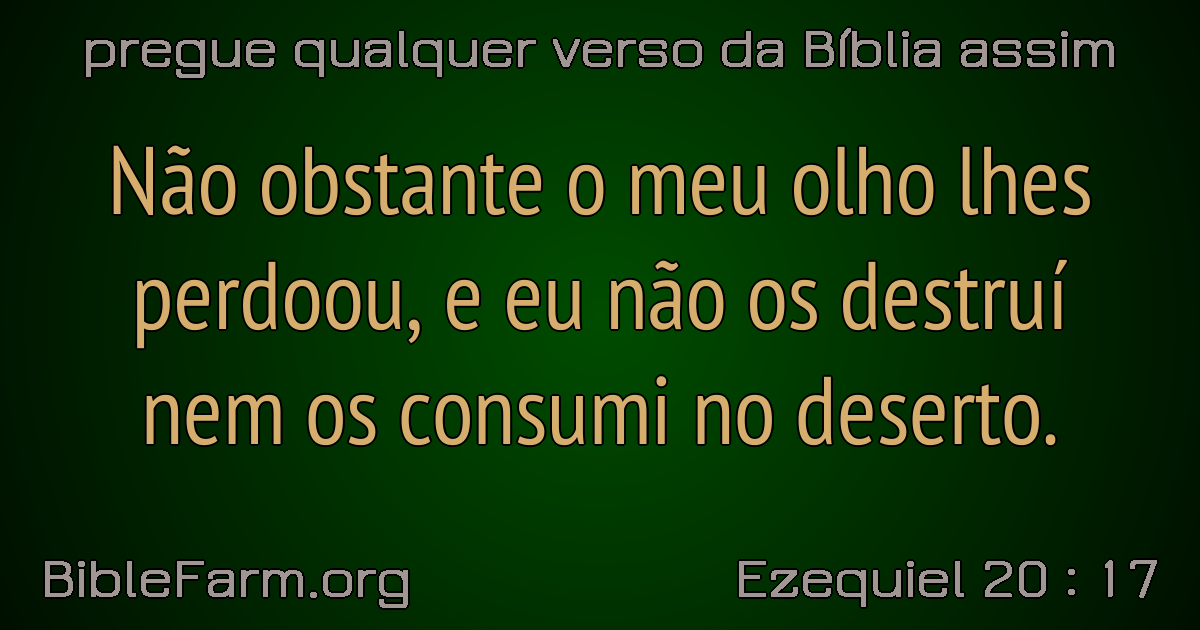 pregue qualquer verso da Bíblia assim
Não obstante o meu olho lhes
perdoou, e eu não os destruí
nem os consumi no deserto.
BibleFarm.org
Ezequiel 20 : 17